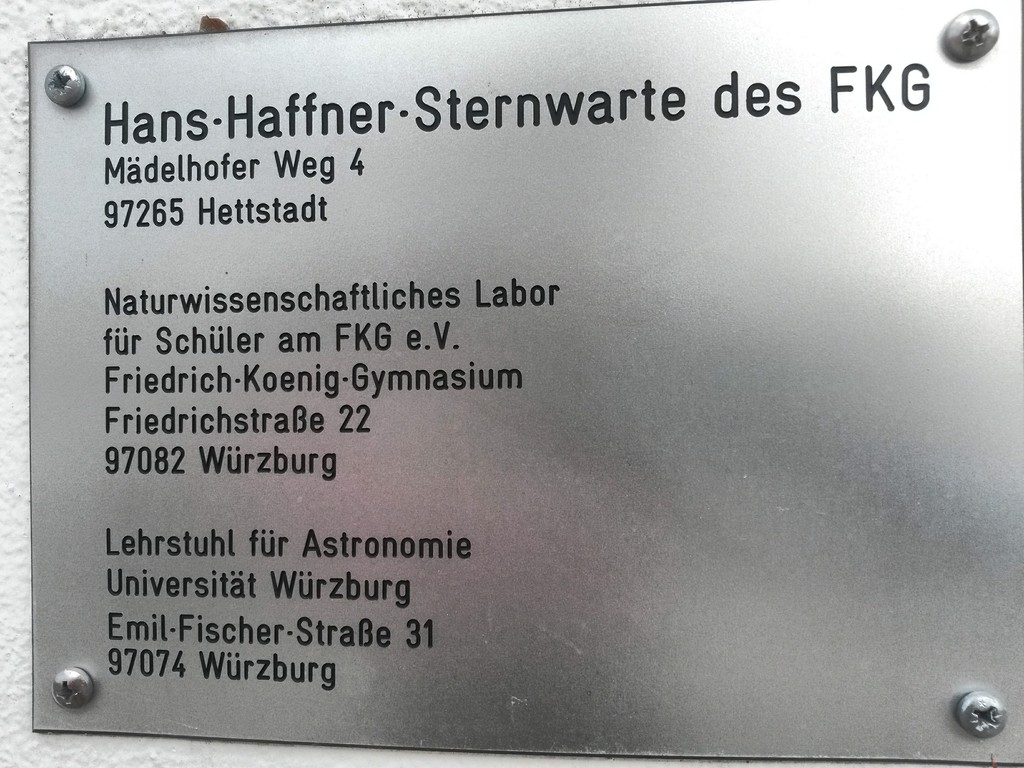 Hans-Haffner-Sternwarte des FKG
Mädelhofer Weg 4
97265 Hettstadt
Naturwissenschaftliches Labor
für Schüler am FKG e.V.
Friedrich-Koenig-Gymnasium
Friedrichstraße 22
97082 Würzburg
Lehrstuhl für Astronomie
Universität Würzburg
Emil-Fischer-Straße 31
97074 Würzburg